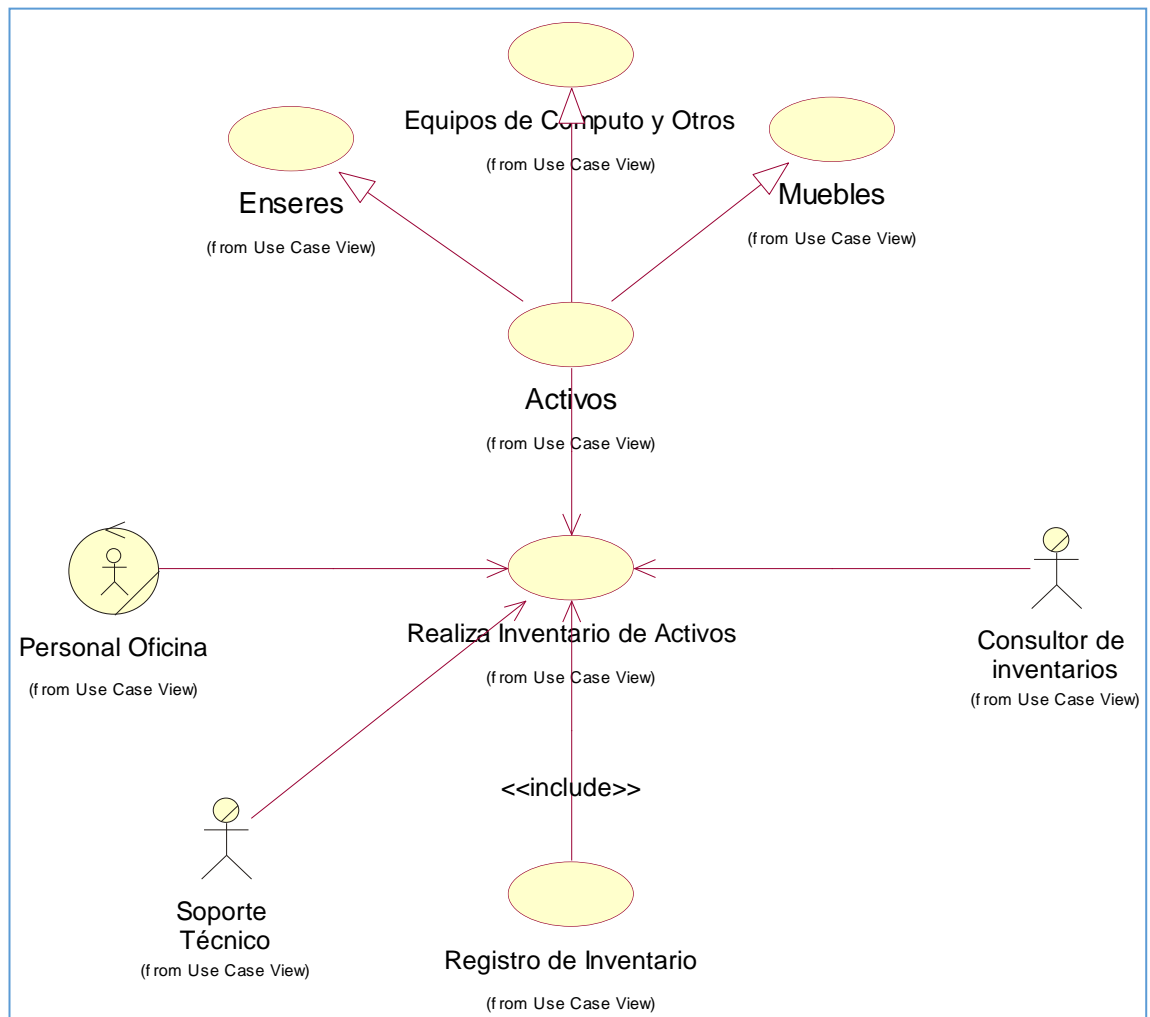 Equipos de Computo y Otros
(from Use Case View)
Enseres
(from Use Case View)
Muebles
(from Use Case View)
Activos
(from Use Case View)
Personal Oficina
(from Use Case View)
Realiza Inventario de Activos
(from Use Case View)
Consultor de
inventarios
(from Use Case View)
<<include>>
Soporte
Técnico
(from Use Case View)
Registro de Inventario
(from Use Case View)